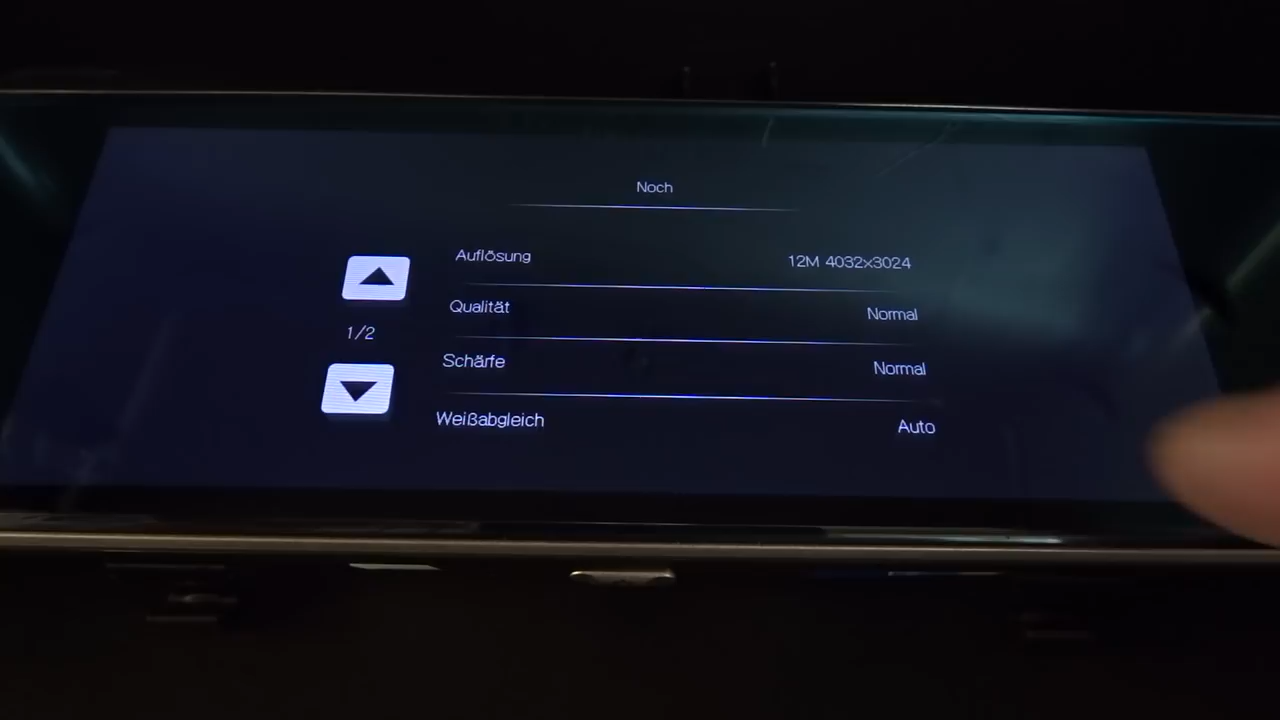 Noch
Auflösung 12M 4032x3024
Qualität Normal
1/2
Schärfe Normal
Weißabgleich Auto